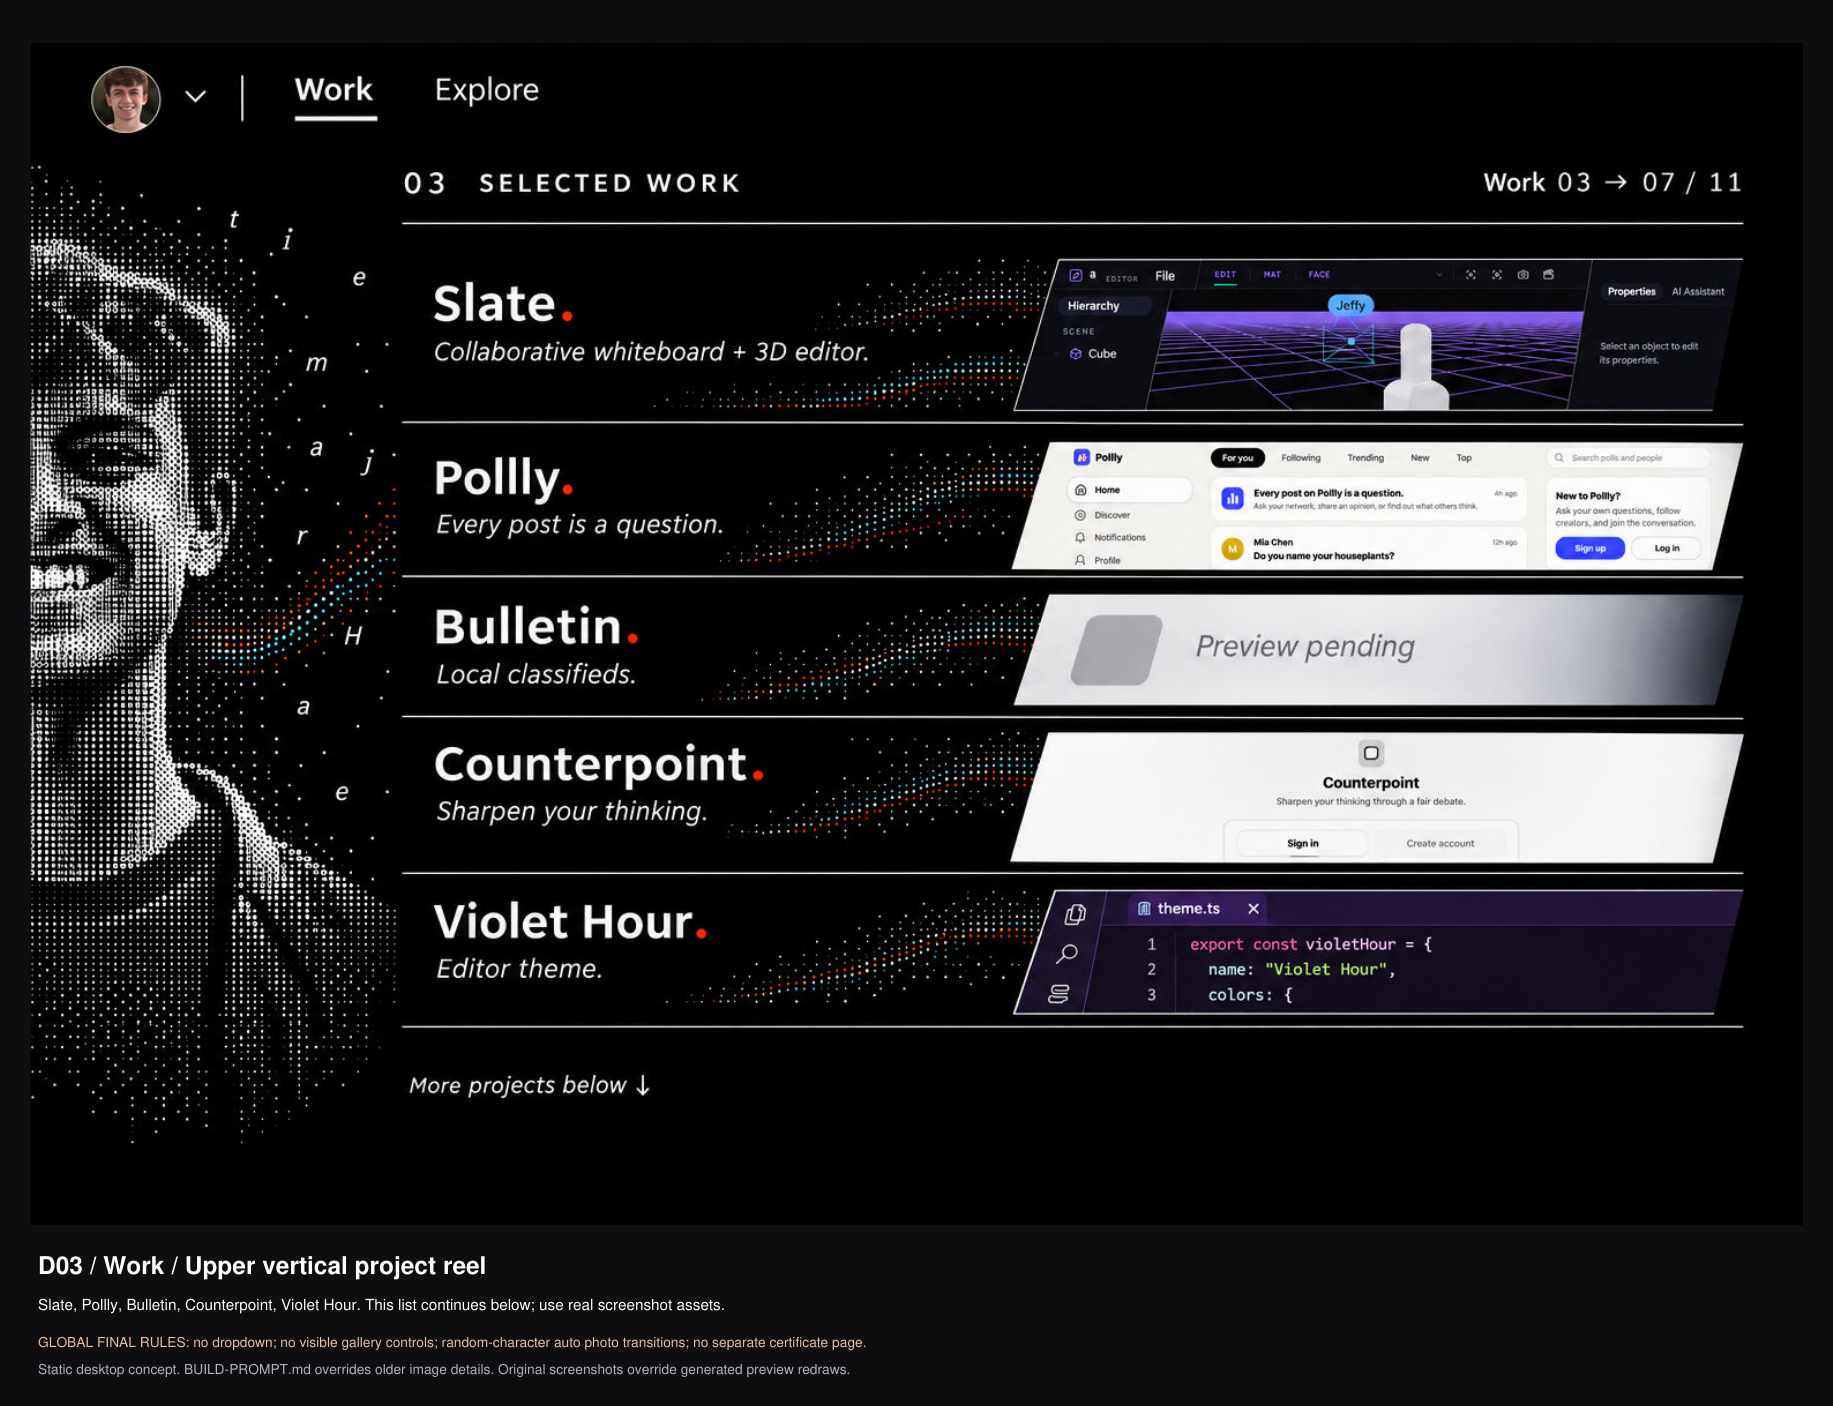 Work Explore
03 SELECTED WORK
Work 03 → 07 / 11
t
i
e
m
a
j
r
H
a
e
Slate.
Collaborative whiteboard + 3D editor.
a EDITOR File EDIT MAT FACE
Hierarchy
SCENE
Cube
Jeffy
Properties AI Assistant
Select an object to edit
its properties.
Pollly.
Every post is a question.
Pollly
Home
Discover
Notifications
Profile
For you Following Trending New Top
Search polls and people
Every post on Pollly is a question. 4h ago
Ask your network, share an opinion, or find out what others think.
Mia Chen 12h ago
M
Do you name your houseplants?
New to Pollly?
Ask your own questions, follow
creators, and join the conversation.
Sign up Log in
Bulletin.
Local classifieds.
Preview pending
Counterpoint.
Sharpen your thinking.
Counterpoint
Sharpen your thinking through a fair debate.
Sign in Create account
Violet Hour.
Editor theme.
theme.ts ×
1 export const violetHour = {
2 name: "Violet Hour",
3 colors: {
More projects below ↓
D03 / Work / Upper vertical project reel
Slate, Pollly, Bulletin, Counterpoint, Violet Hour. This list continues below; use real screenshot assets.
GLOBAL FINAL RULES: no dropdown; no visible gallery controls; random-character auto photo transitions; no separate certificate page.
Static desktop concept. BUILD-PROMPT.md overrides older image details. Original screenshots override generated preview redraws.